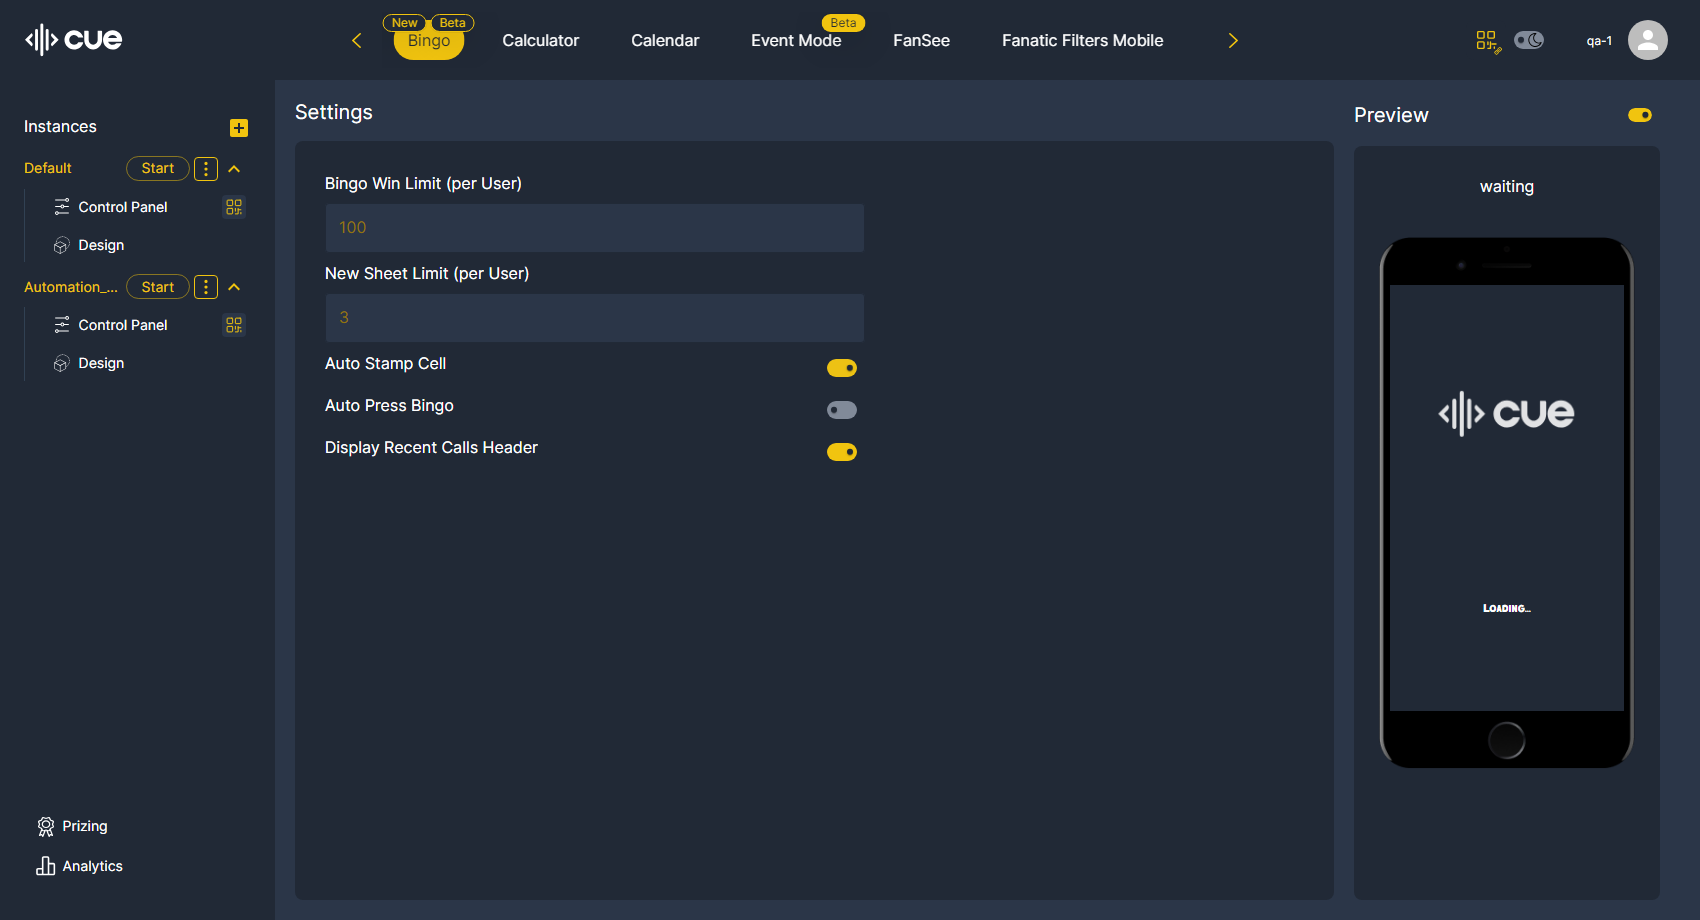 cue
New
Beta
Bingo
Calculator
Calendar
Event Mode
Beta
FanSee
Fanatic Filters Mobile
qa-1
Instances
Default
Start
Control Panel
Design
Automation_...
Start
Control Panel
Design
Prizing
Analytics
Settings
Bingo Win Limit (per User)
100
New Sheet Limit (per User)
3
Auto Stamp Cell
Auto Press Bingo
Display Recent Calls Header
Preview
waiting
cue
Loading...